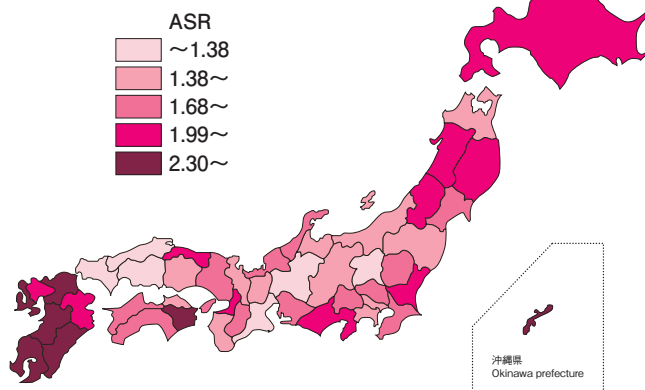 ASR
～1.38
1.38～
1.68～
1.99～
2.30～
沖縄県
Okinawa prefecture